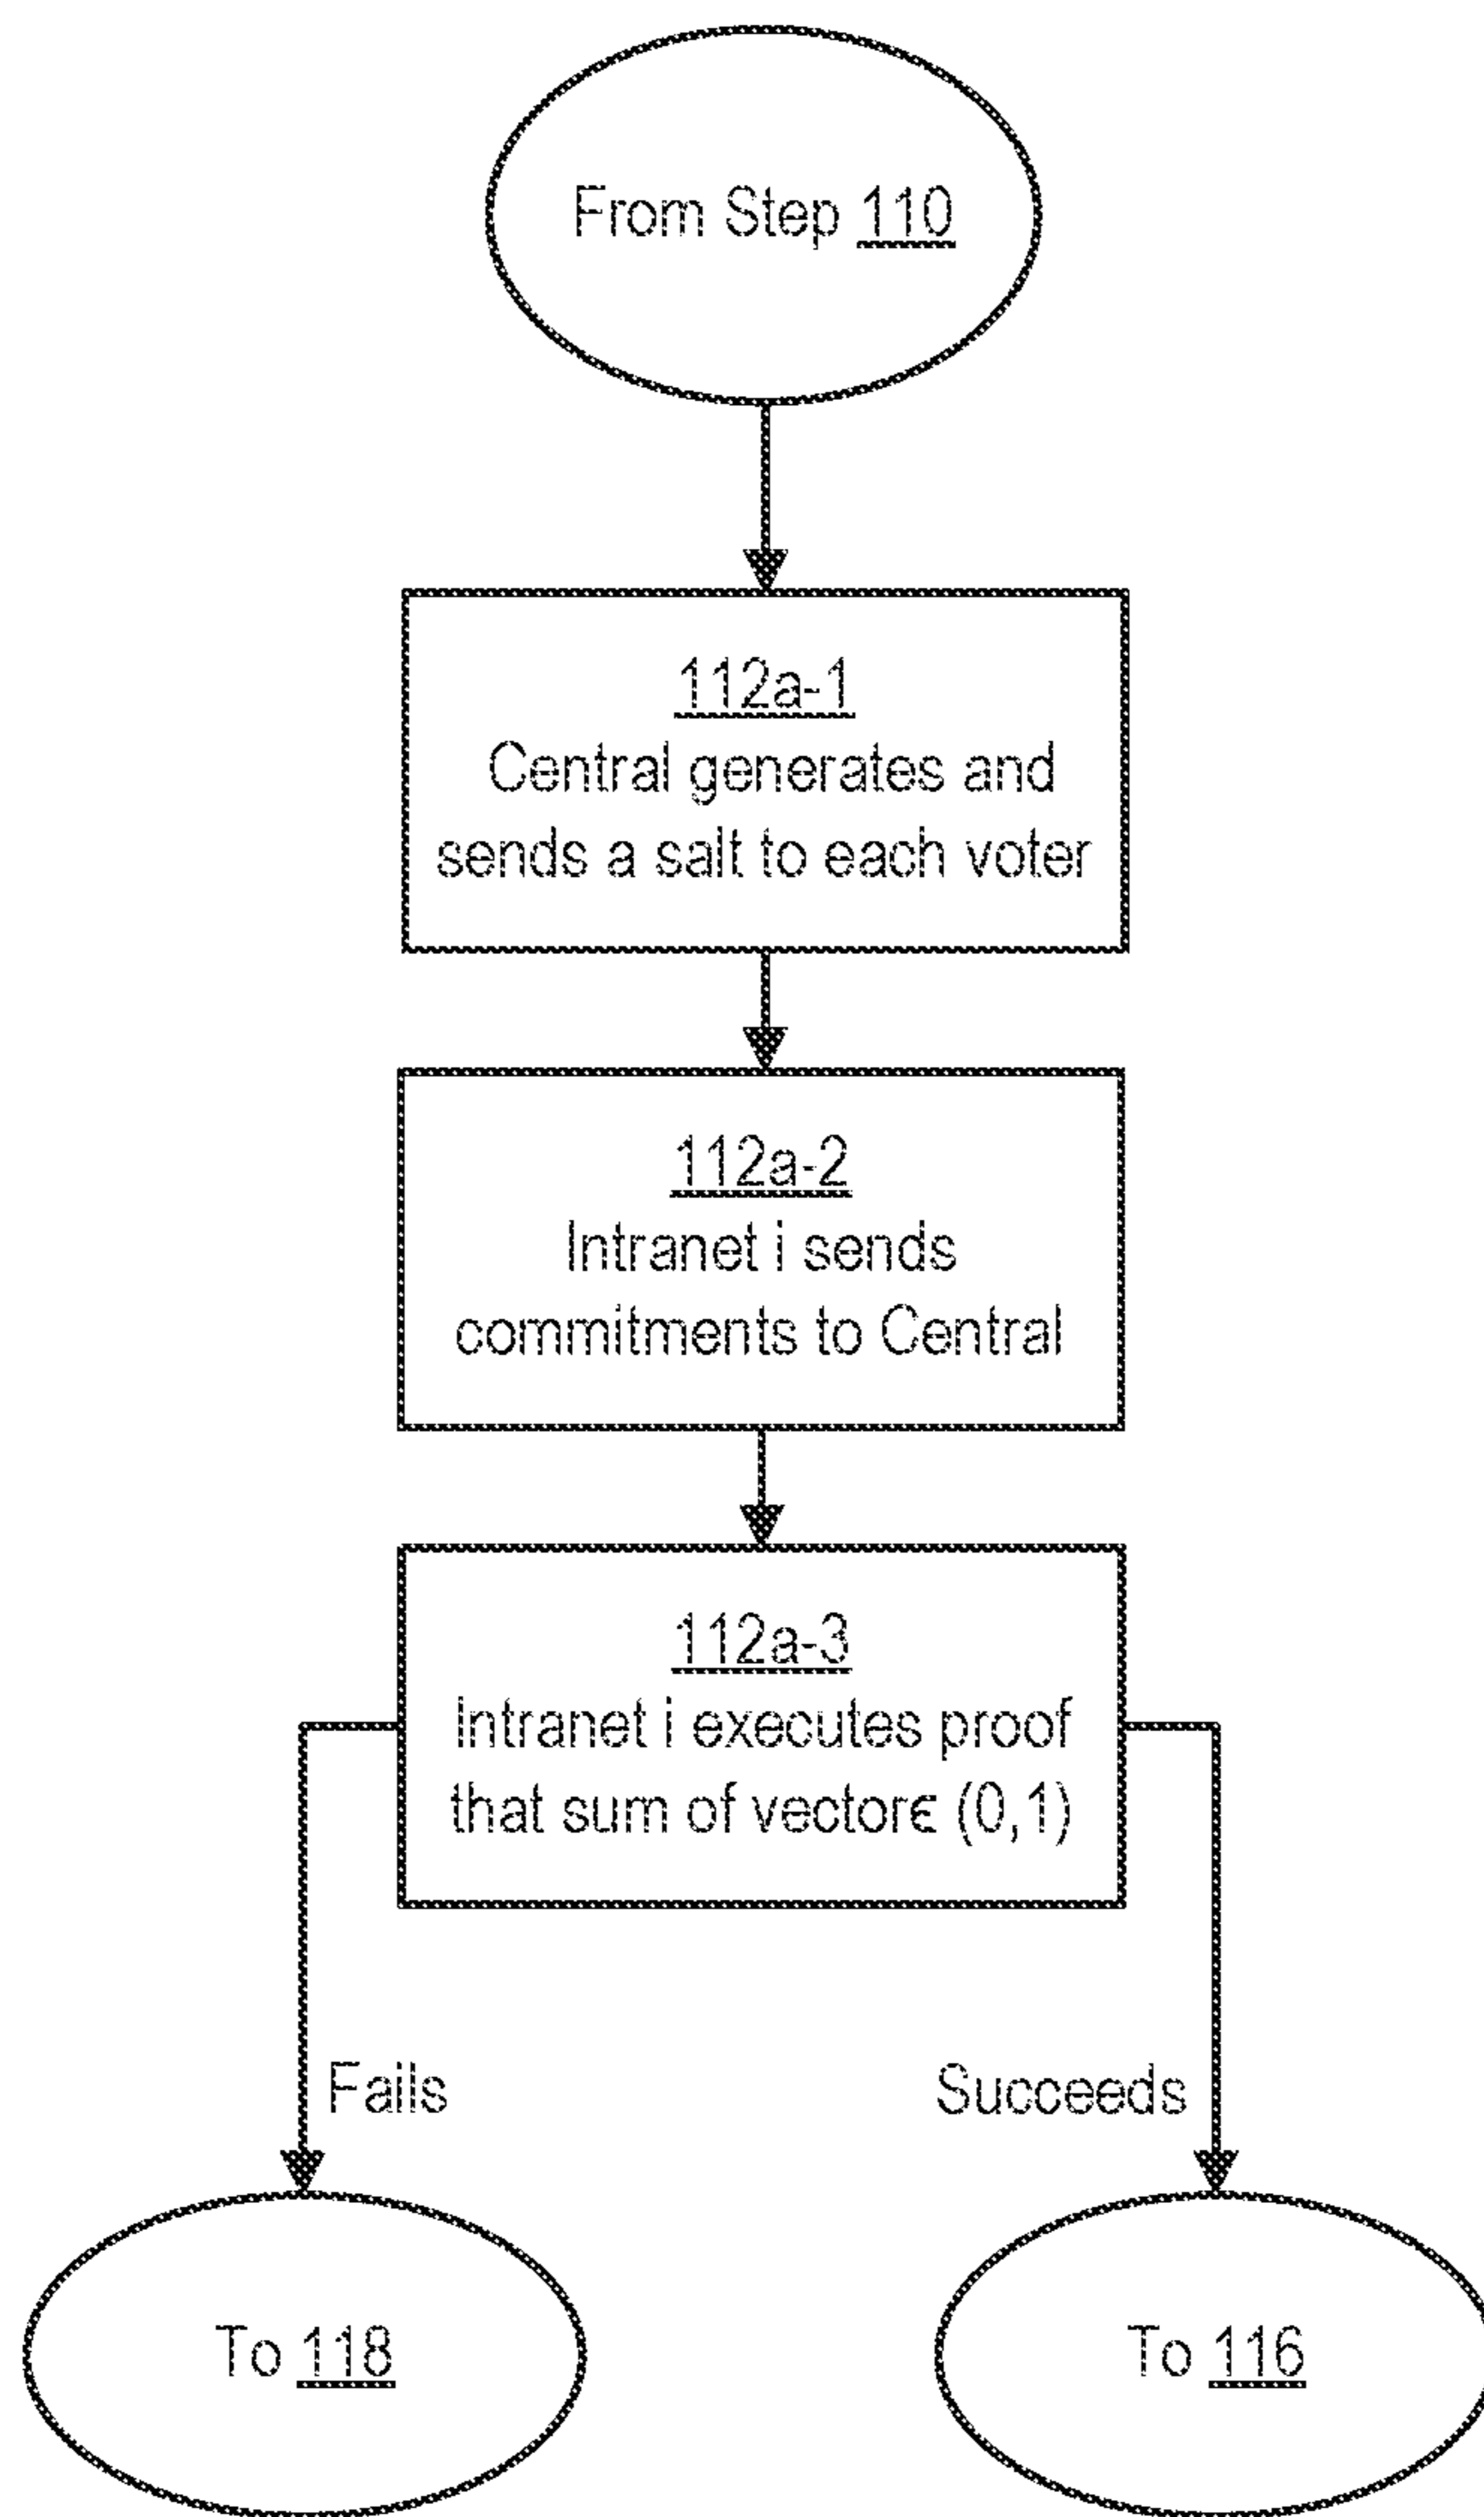 From Step 110
112a-1
Central generates and
sends a salt to each voter
112a-2
Intranet i sends
commitments to Central
112a-3
Intranet i executes proof
that sum of vectorϵ (0,1)
Fails
Succeeds
To 118
To 116